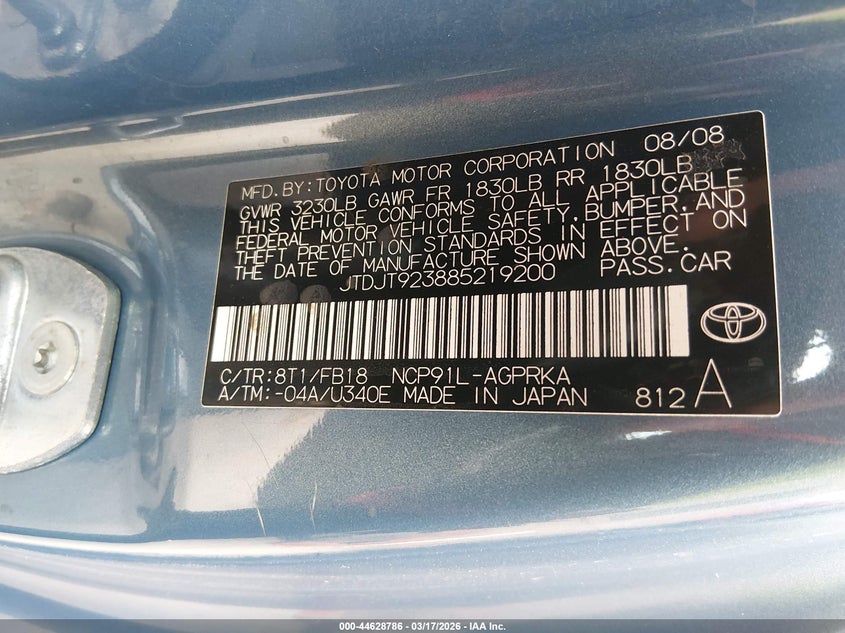 MFD.BY:TOYOTA MOTOR CORPORATION 08/08
GVWR 3230LB GAWR FR 1830LB RR 1830LB
THIS VEHICLE CONFORMS TO ALL APPLICABLE
FEDERAL MOTOR VEHICLE SAFETY,BUMPER,AND
THEFT PREVENTION STANDARDS IN EFFECT ON
THE DATE OF MANUFACTURE SHOWN ABOVE.
JTDJT923885219200 PASS.CAR
C/TR:8T1/FB18 NCP91L-AGPRKA
A/TM:-04A/U340E MADE IN JAPAN 812 A
000-44628786 / 03/17/2026 - IAA Inc.